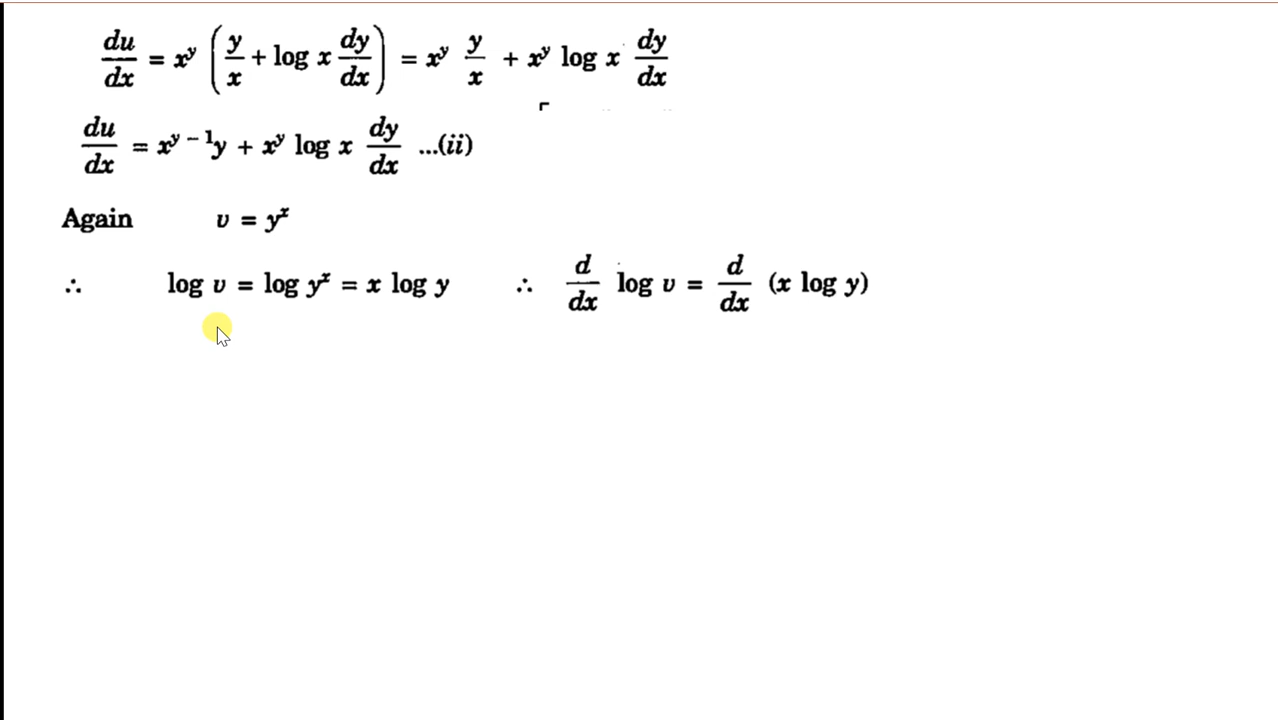 du/dx = x^y (y/x + log x dy/dx) = x^y y/x + x^y log x dy/dx
du/dx = x^(y – 1)y + x^y log x dy/dx ...(ii)
Again v = y^x
∴ log v = log y^x = x log y ∴ d/dx log v = d/dx (x log y)